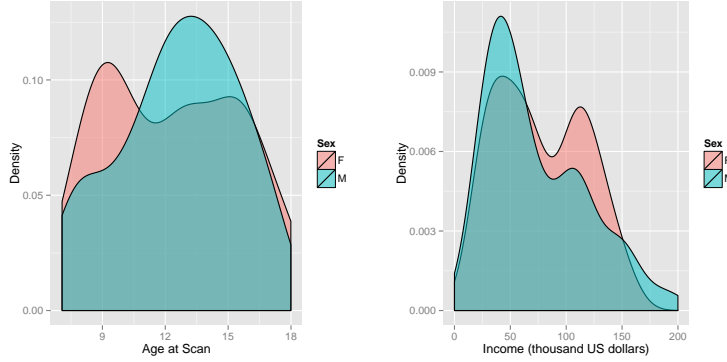 0.10
0.05
0.00
Density
9 12 15 18
Age at Scan
Sex
F
M
0.009
0.006
0.003
0.000
Density
0 50 100 150 200
Income (thousand US dollars)
Sex